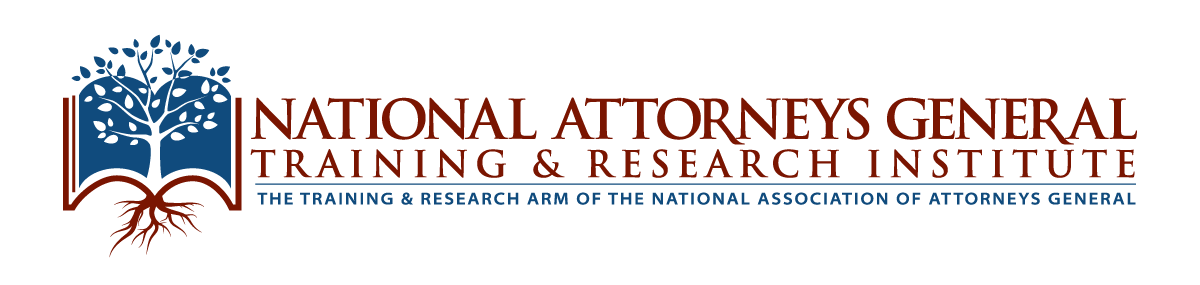 NATIONAL ATTORNEYS GENERAL
TRAINING & RESEARCH INSTITUTE
THE TRAINING & RESEARCH ARM OF THE NATIONAL ASSOCIATION OF ATTORNEYS GENERAL